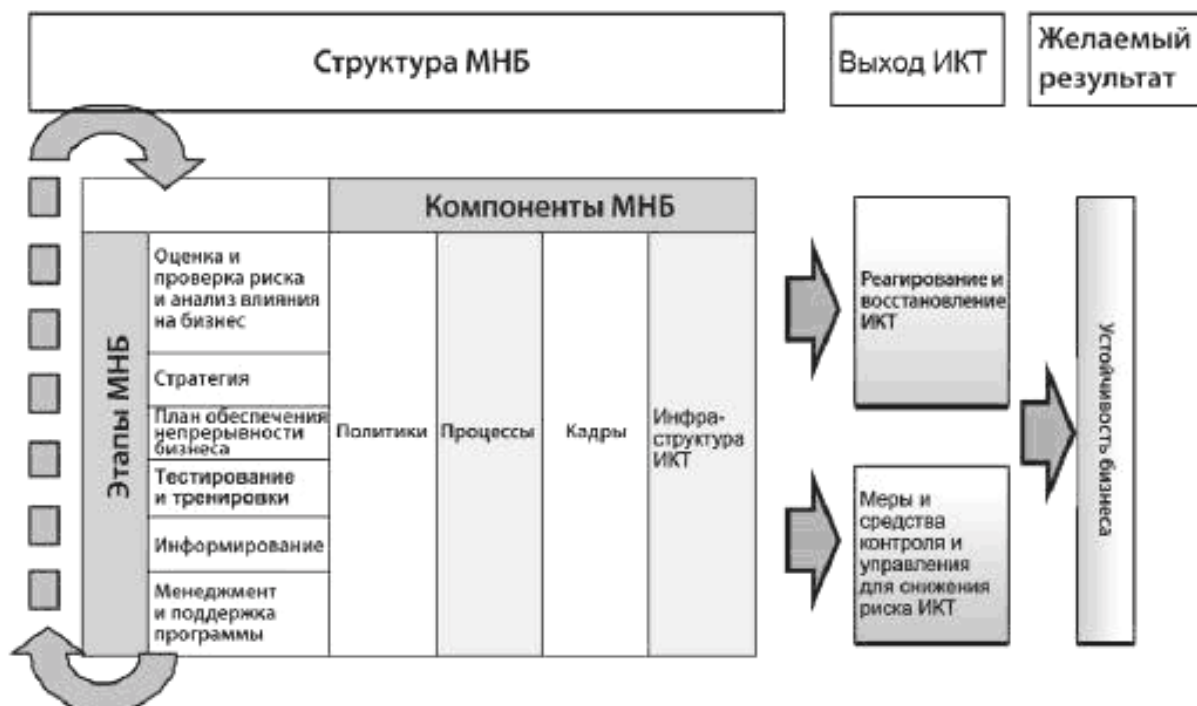 Структура МНБ
Выход ИКТ
Желаемый
результат
Компоненты МНБ
Этапы МНБ
Оценка и
проверка риска
и анализ влияния
на бизнес
Стратегия
План обеспечения
непрерывности
бизнеса
Тестирование
и тренировки
Информирование
Менеджмент
и поддержка
программы
Политики
Процессы
Кадры
Инфра-
структура
ИКТ
Реагирование и
восстановление
ИКТ
Меры и
средства
контроля и
управления
для снижения
риска ИКТ
Устойчивость бизнеса